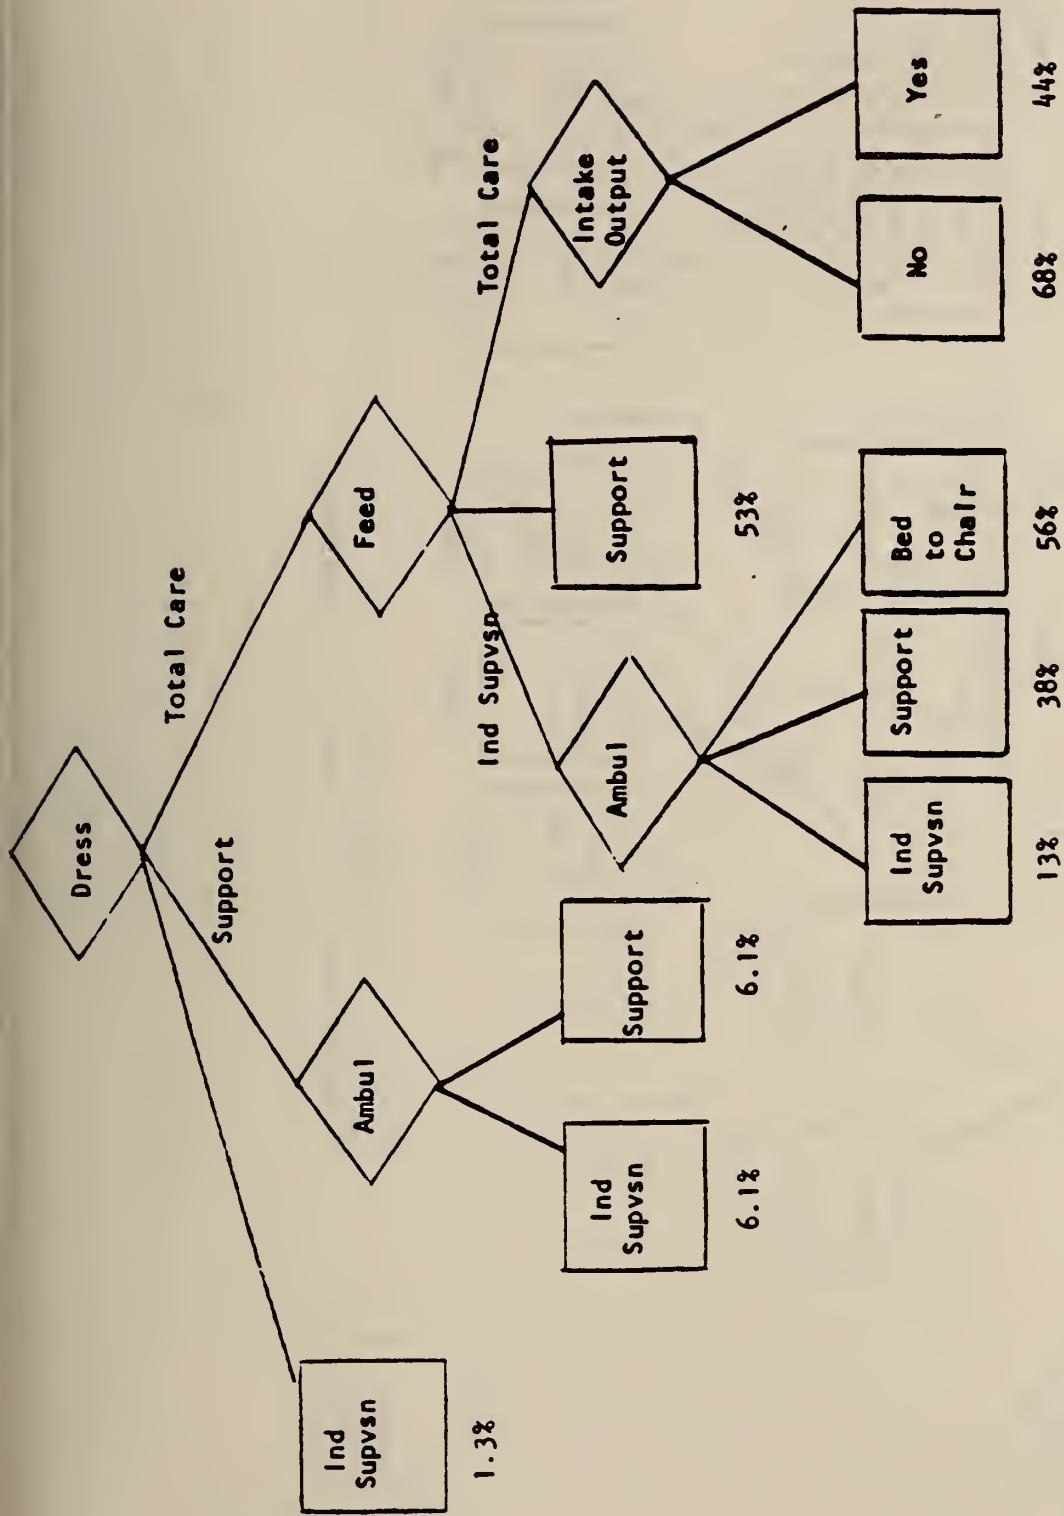 Dress
Total Care
Support
Ind
Supvsn
1.3%
Ambul
Feed
Ind Supvsn
Total Care
Ind
Supvsn
6.1%
Support
6.1%
Ambul
Support
53%
Intake
Output
Ind
Supvsn
13%
Support
38%
Bed
to
Chair
56%
No
68%
Yes
44%